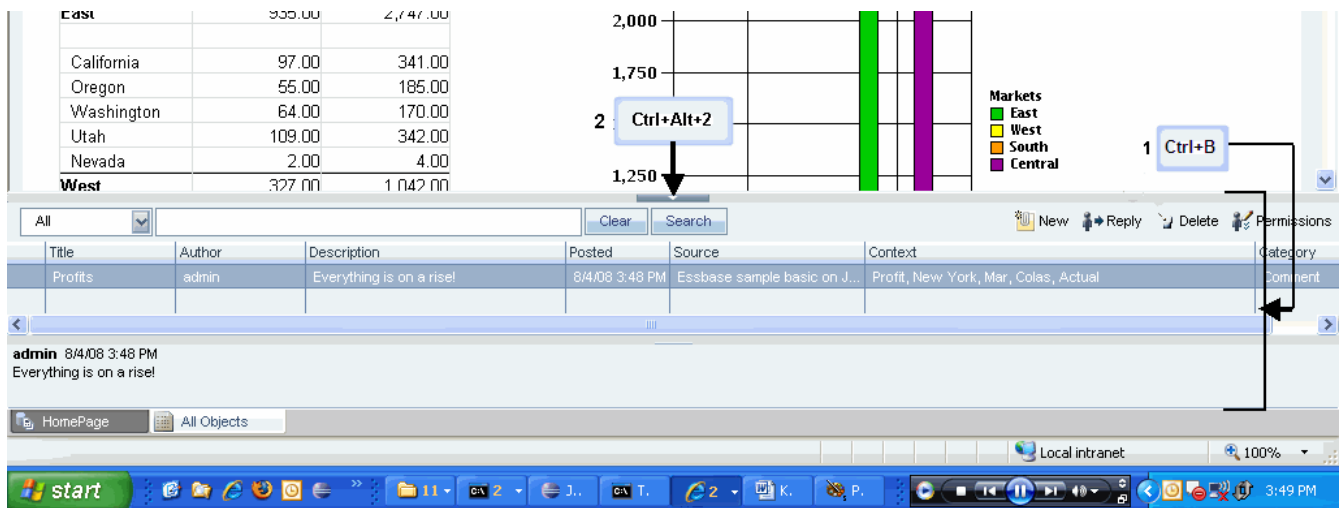 East 935.00 2,747.00
2,000
California 97.00 341.00
1,750
Oregon 55.00 185.00
Markets
Washington 64.00 170.00
East
2 Ctrl+Alt+2
West
Utah 109.00 342.00
South
1 Ctrl+B
Nevada 2.00 4.00
Central
1,250
West 327.00 1,042.00
All Clear Search New Reply Delete Permissions
Title Author Description Posted Source Context Category
Profits admin Everything is on a rise! 8/4/08 3:48 PM Essbase sample basic on J... Profit, New York, Mar, Colas, Actual Comment
admin 8/4/08 3:48 PM
Everything is on a rise!
HomePage All Objects
Local intranet 100%
start 11 2 J.. T. 2 K. P. 3:49 PM